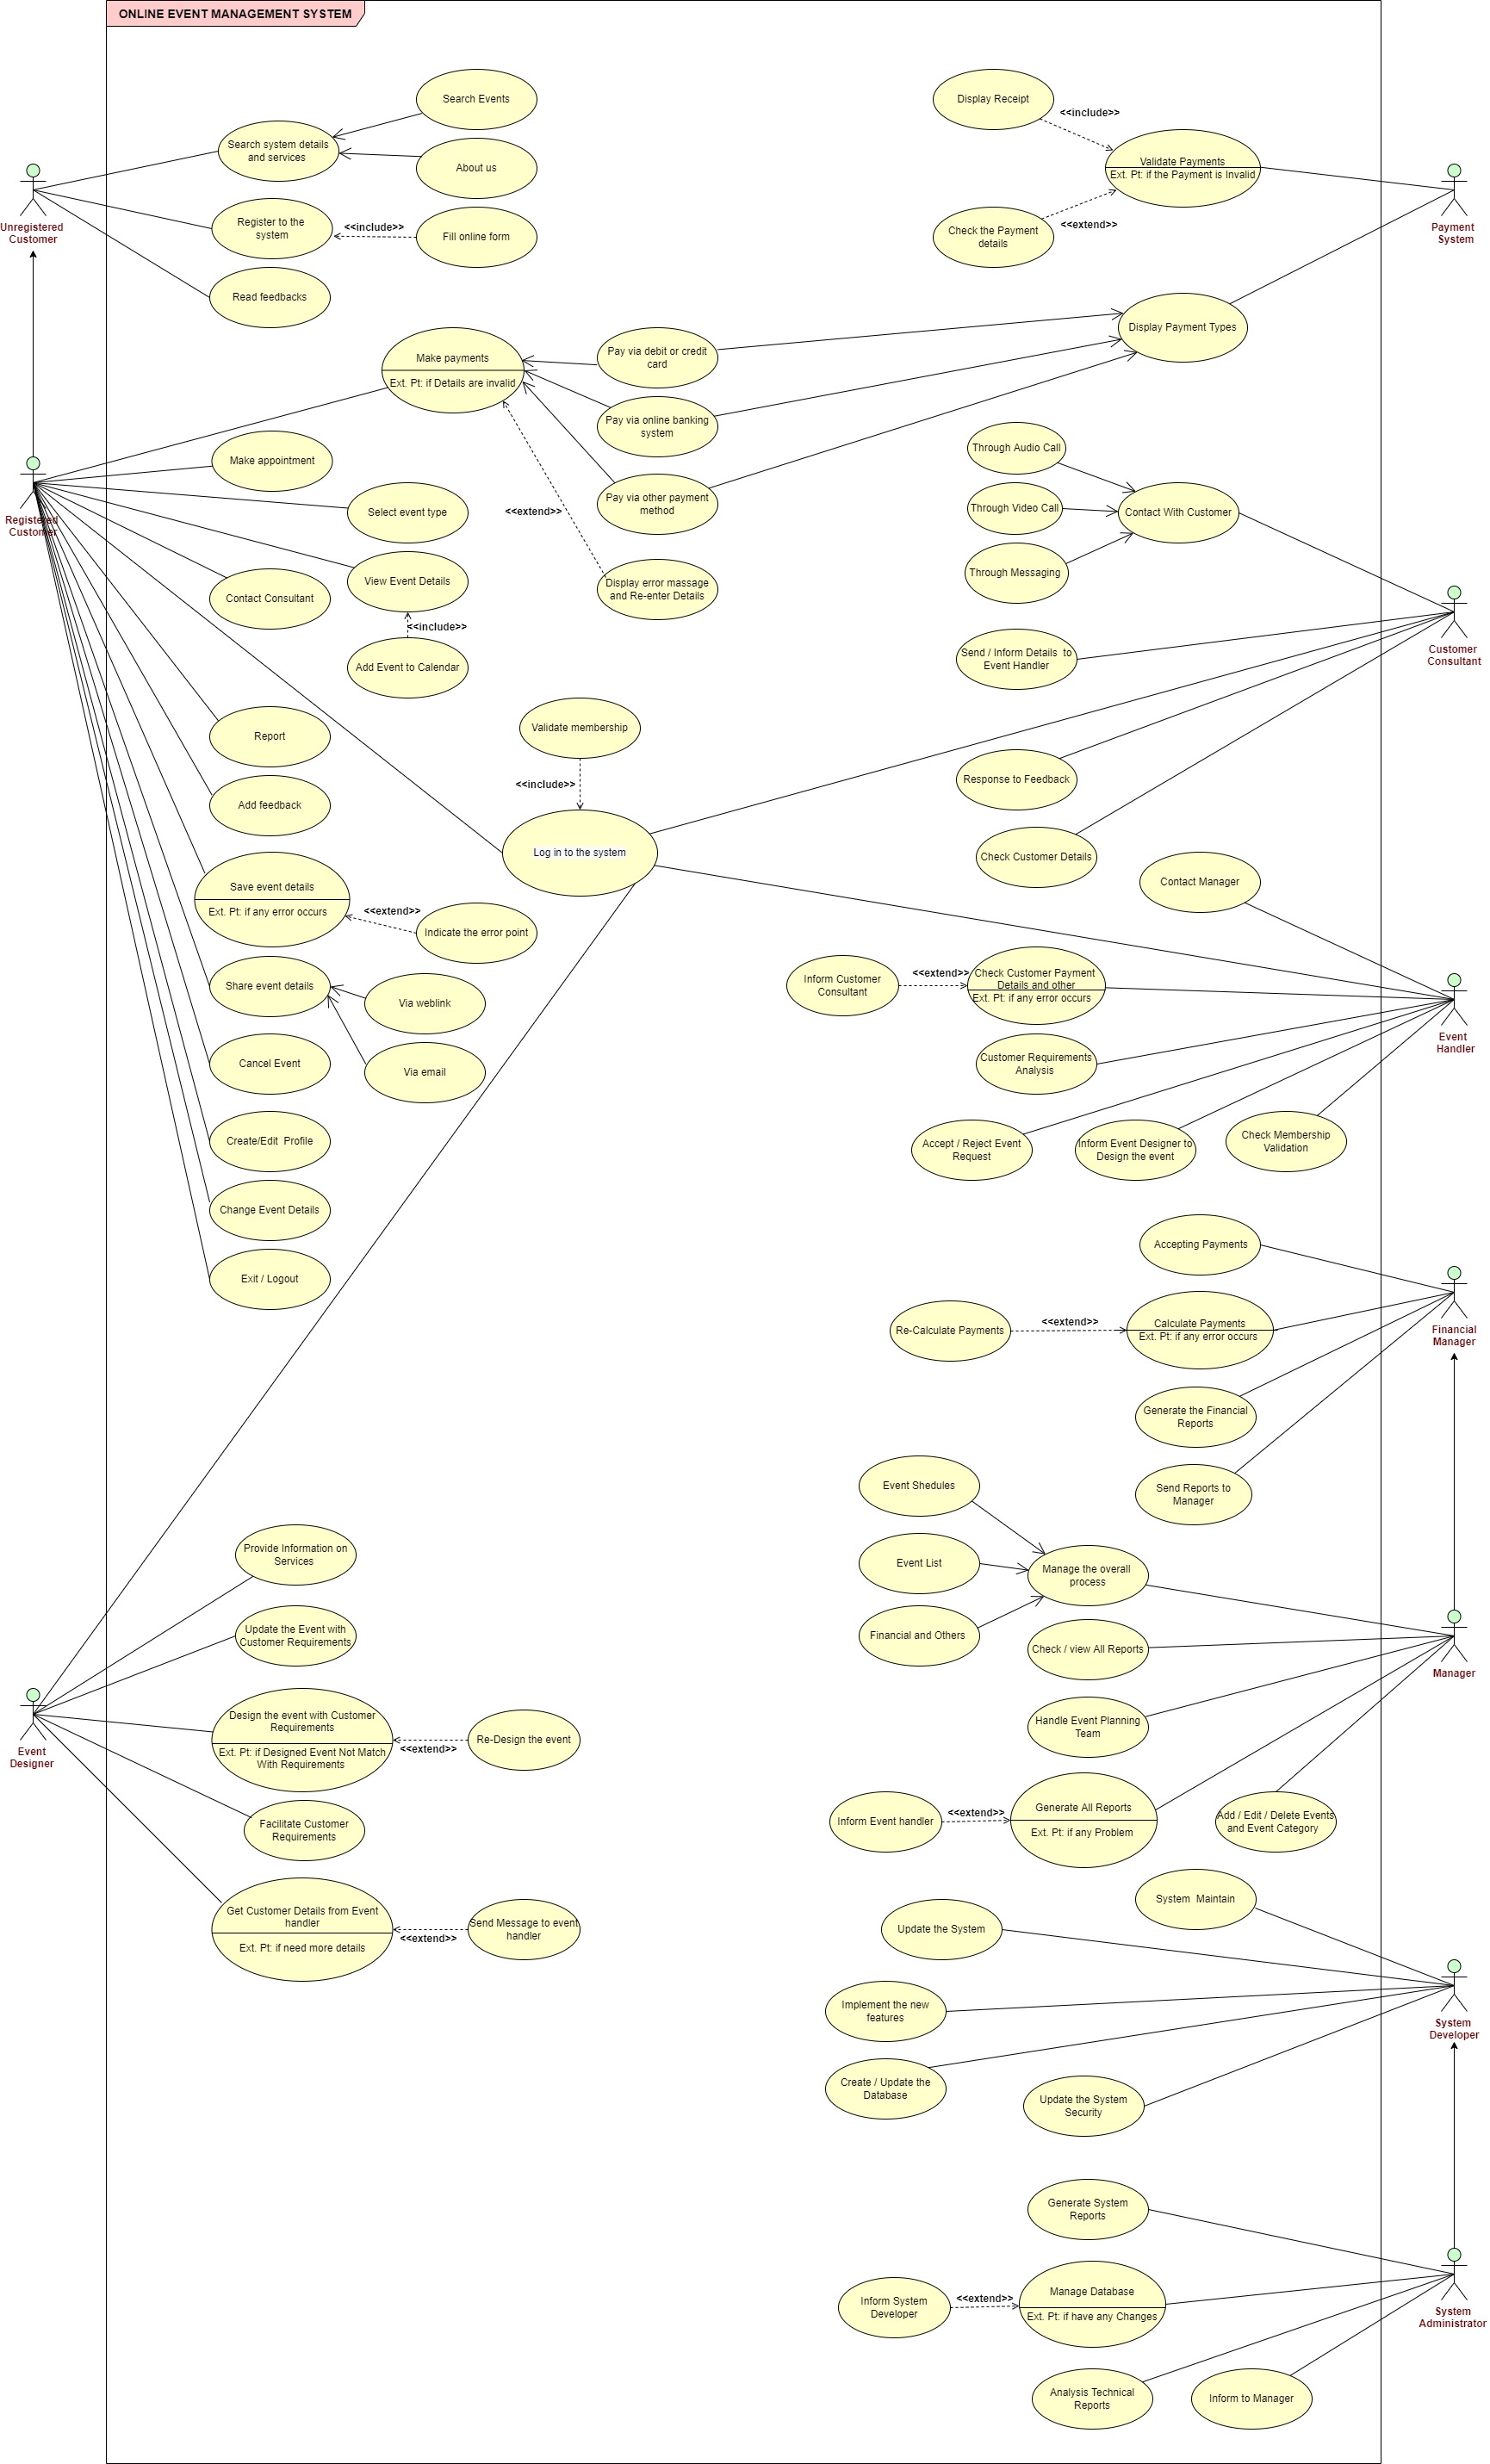 ONLINE EVENT MANAGEMENT SYSTEM
Search Events
Display Receipt
<<include>>
Search system details
and services
About us
Validate Payments
Ext. Pt: if the Payment is Invalid
Unregistered
Customer
Register to the
system
<<include>>
Fill online form
Check the Payment
details
<<extend>>
Payment
System
Read feedbacks
Make payments
Ext. Pt: if Details are invalid
Pay via debit or credit
card
Display Payment Types
Pay via online banking
system
Make appointment
Through Audio Call
Registered
Customer
Select event type
<<extend>>
Pay via other payment
method
Through Video Call
Contact With Customer
View Event Details
Through Messaging
Contact Consultant
Display error massage
and Re-enter Details
<<include>>
Add Event to Calendar
Send / Inform Details  to
Event Handler
Customer
Consultant
Report
Validate membership
<<include>>
Response to Feedback
Add feedback
Log in to the system
Check Customer Details
Save event details
Ext. Pt: if any error occurs
<<extend>>
Indicate the error point
Contact Manager
Share event details
Via weblink
Inform Customer
Consultant
<<extend>>
Check Customer Payment
Details and other
Ext. Pt: if any error occurs
Event
Handler
Cancel Event
Via email
Customer Requirements
Analysis
Create/Edit  Profile
Accept / Reject Event
Request
Inform Event Designer to
Design the event
Check Membership
Validation
Change Event Details
Accepting Payments
Exit / Logout
Re-Calculate Payments
<<extend>>
Calculate Payments
Ext. Pt: if any error occurs
Financial
Manager
Generate the Financial
Reports
Event Shedules
Send Reports to
Manager
Provide Information on
Services
Event List
Manage the overall
process
Update the Event with
Customer Requirements
Financial and Others
Check / view All Reports
Manager
Design the event with Customer
Requirements
Ext. Pt: if Designed Event Not Match
With Requirements
<<extend>>
Re-Design the event
Handle Event Planning
Team
Event
Designer
Facilitate Customer
Requirements
Inform Event handler
<<extend>>
Generate All Reports
Ext. Pt: if any Problem
Add / Edit / Delete Events
and Event Category
Get Customer Details from Event
handler
Ext. Pt: if need more details
<<extend>>
Send Message to event
handler
Update the System
System  Maintain
Implement the new
features
System
Developer
Create / Update the
Database
Update the System
Security
Generate System
Reports
Inform System
Developer
<<extend>>
Manage Database
Ext. Pt: if have any Changes
System
Administrator
Analysis Technical
Reports
Inform to Manager